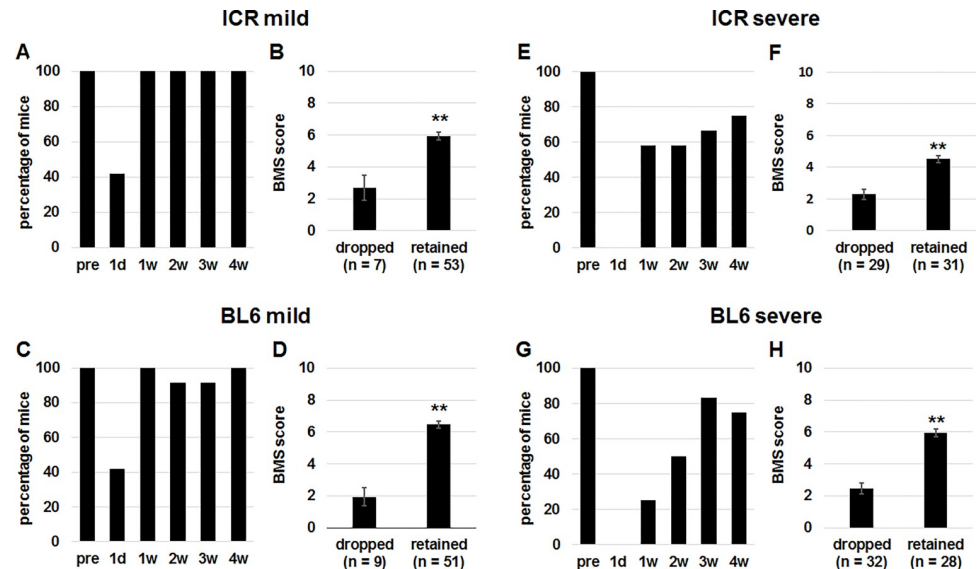 ICR mild
ICR severe
A
percentage of mice
100
80
60
40
20
0
pre 1d 1w 2w 3w 4w
B
BMS score
10
8
6
4
2
0
**
dropped retained
(n = 7) (n = 53)
E
percentage of mice
100
80
60
40
20
0
pre 1d 1w 2w 3w 4w
F
BMS score
10
8
6
4
2
0
**
dropped retained
(n = 29) (n = 31)
BL6 mild
BL6 severe
C
percentage of mice
100
80
60
40
20
0
pre 1d 1w 2w 3w 4w
D
BMS score
10
8
6
4
2
0
**
dropped retained
(n = 9) (n = 51)
G
percentage of mice
100
80
60
40
20
0
pre 1d 1w 2w 3w 4w
H
BMS score
10
8
6
4
2
0
**
dropped retained
(n = 32) (n = 28)